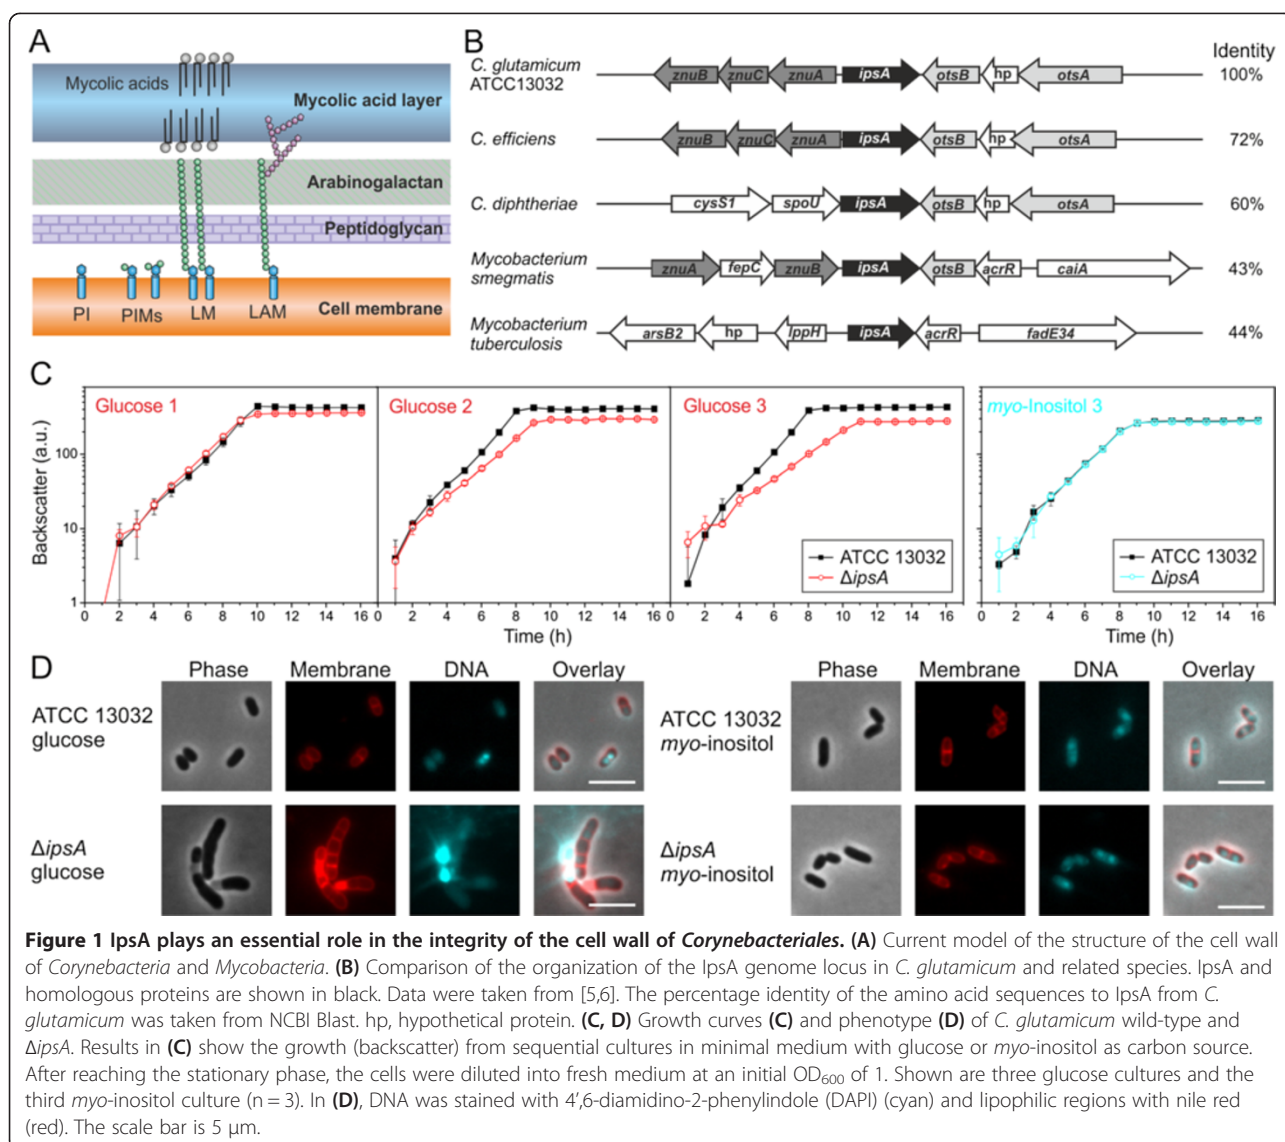 A
Mycolic acids
Mycolic acid layer
Arabinogalactan
Peptidoglycan
Cell membrane
PI
PIMs
LM
LAM
B
Identity
C. glutamicum
ATCC13032
znuB
znuC
znuA
ipsA
otsB
hp
otsA
100%
C. efficiens
znuB
znuC
znuA
ipsA
otsB
hp
otsA
72%
C. diphtheriae
cysS1
spoU
ipsA
otsB
hp
otsA
60%
Mycobacterium
smegmatis
znuA
fepC
znuB
ipsA
otsB
acrR
caiA
43%
Mycobacterium
tuberculosis
arsB2
hp
lppH
ipsA
acrR
fadE34
44%
C
Backscatter (a.u.)
100
10
1
Glucose 1
0 2 4 6 8 10 12 14 16
Glucose 2
0 2 4 6 8 10 12 14 16
Time (h)
Glucose 3
ATCC 13032
ΔipsA
0 2 4 6 8 10 12 14 16
myo-Inositol 3
ATCC 13032
ΔipsA
0 2 4 6 8 10 12 14 16
Time (h)
D
Phase Membrane DNA Overlay
ATCC 13032
glucose
ΔipsA
glucose
Phase Membrane DNA Overlay
ATCC 13032
myo-inositol
ΔipsA
myo-inositol
Figure 1 IpsA plays an essential role in the integrity of the cell wall of Corynebacteriales. (A) Current model of the structure of the cell wall
of Corynebacteria and Mycobacteria. (B) Comparison of the organization of the IpsA genome locus in C. glutamicum and related species. IpsA and
homologous proteins are shown in black. Data were taken from [5,6]. The percentage identity of the amino acid sequences to IpsA from C.
glutamicum was taken from NCBI Blast. hp, hypothetical protein. (C, D) Growth curves (C) and phenotype (D) of C. glutamicum wild-type and
ΔipsA. Results in (C) show the growth (backscatter) from sequential cultures in minimal medium with glucose or myo-inositol as carbon source.
After reaching the stationary phase, the cells were diluted into fresh medium at an initial OD600 of 1. Shown are three glucose cultures and the
third myo-inositol culture (n = 3). In (D), DNA was stained with 4′,6-diamidino-2-phenylindole (DAPI) (cyan) and lipophilic regions with nile red
(red). The scale bar is 5 μm.